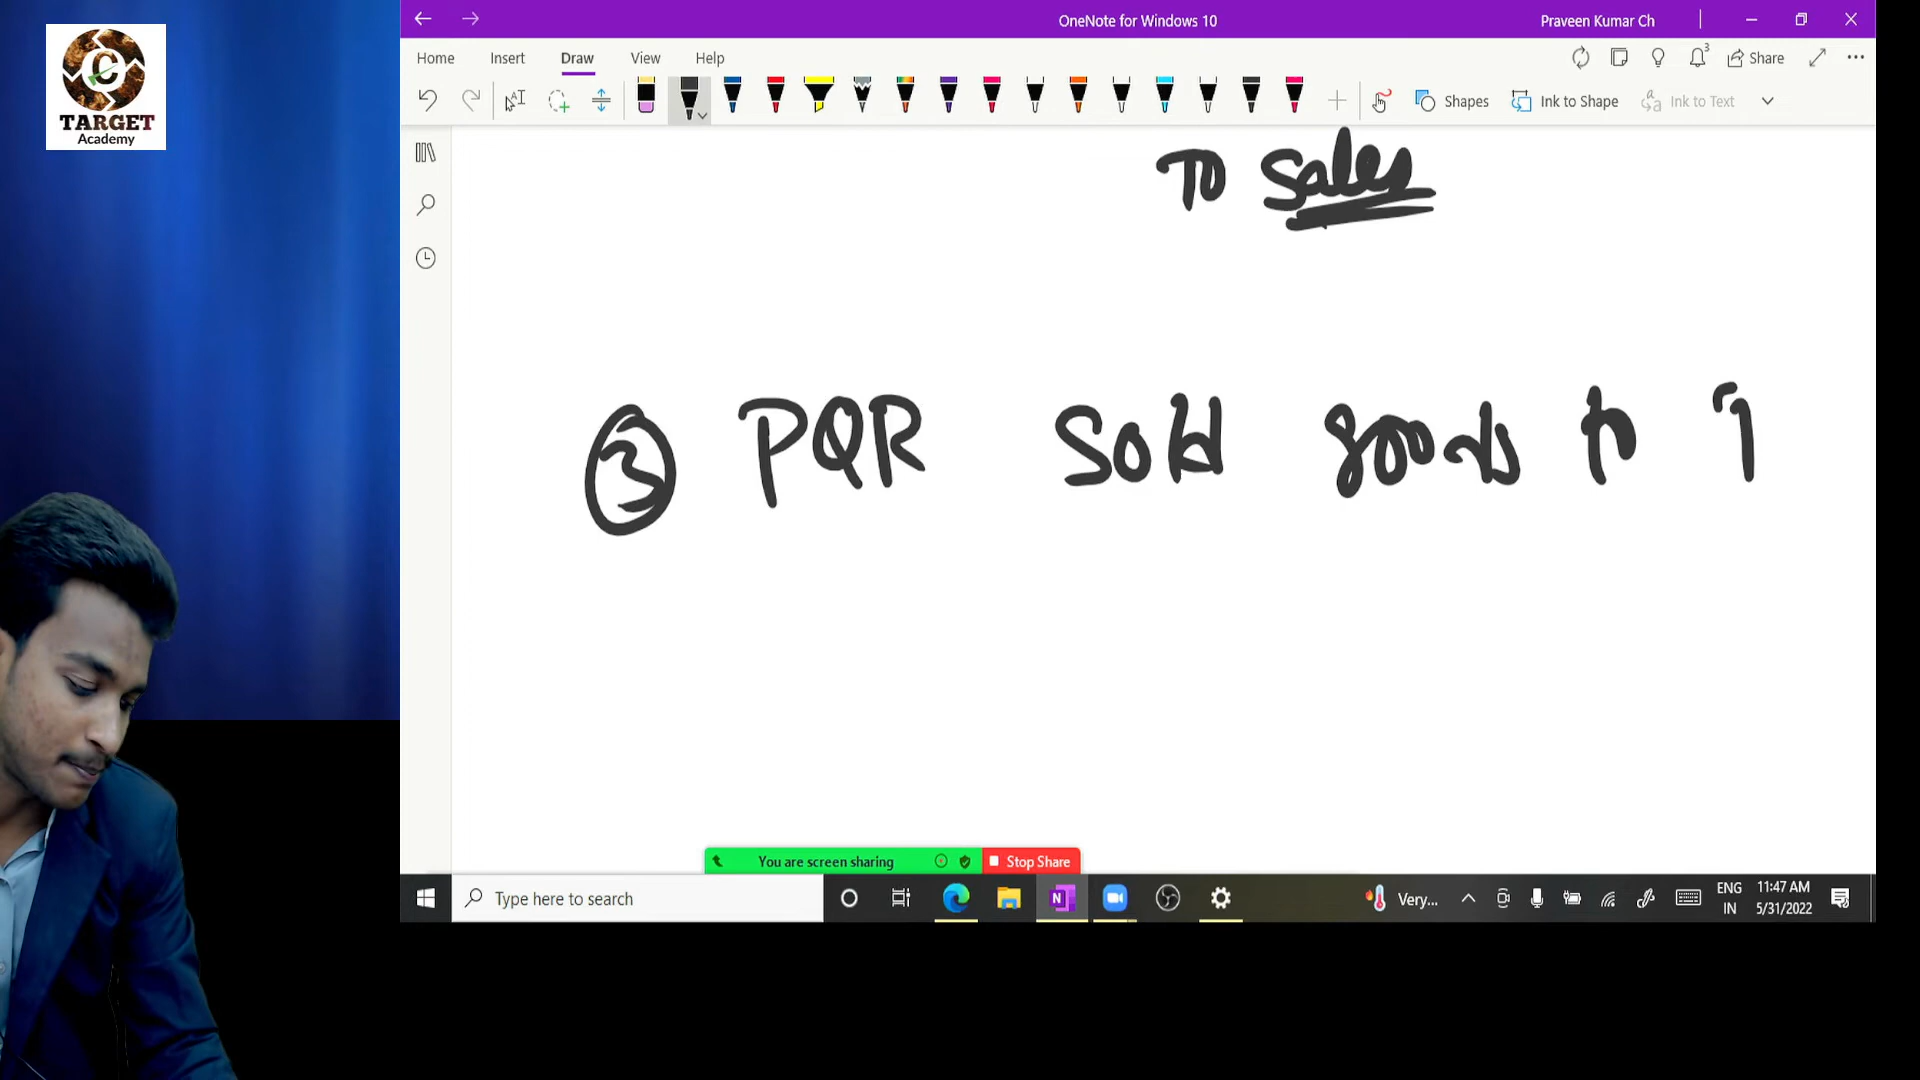 TARGET
Academy
OneNote for Windows 10
Praveen Kumar Ch
Home Insert Draw View Help
3
Share
Shapes Ink to Shape Ink to Text
To Sales
③ PQR Sold goods to
You are screen sharing Stop Share
Type here to search
Very...
ENG
IN
11:47 AM
5/31/2022